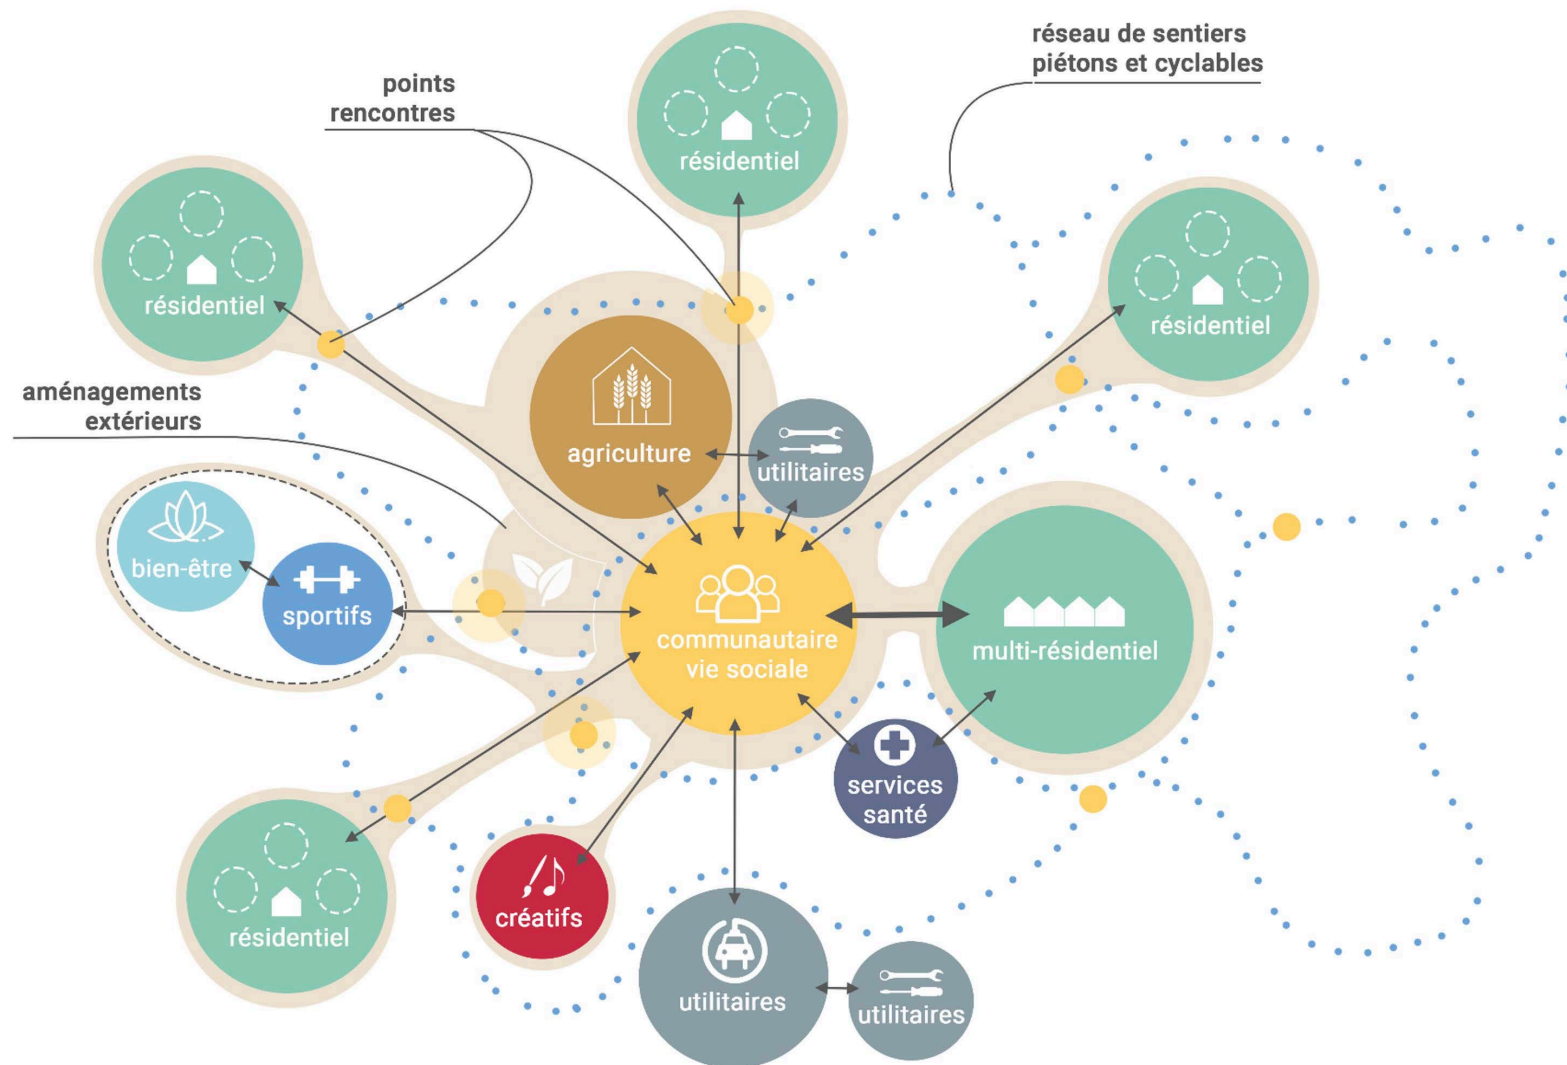 réseau de sentiers
piétons et cyclables
points
rencontres
résidentiel
résidentiel
résidentiel
aménagements
extérieurs
agriculture
utilitaires
bien-être
sportifs
communautaire
vie sociale
multi-résidentiel
services
santé
créatifs
résidentiel
utilitaires
utilitaires